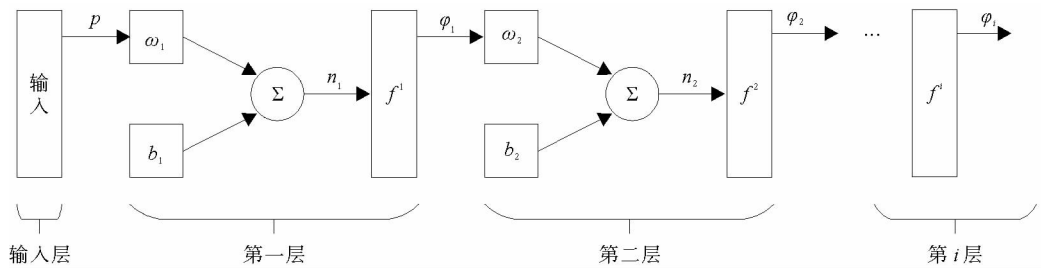 输入
p
ω₁
b₁
Σ
n₁
f¹
φ₁
ω₂
b₂
Σ
n₂
f²
φ₂
...
fⁱ
φᵢ
输入层
第一层
第二层
第 i 层